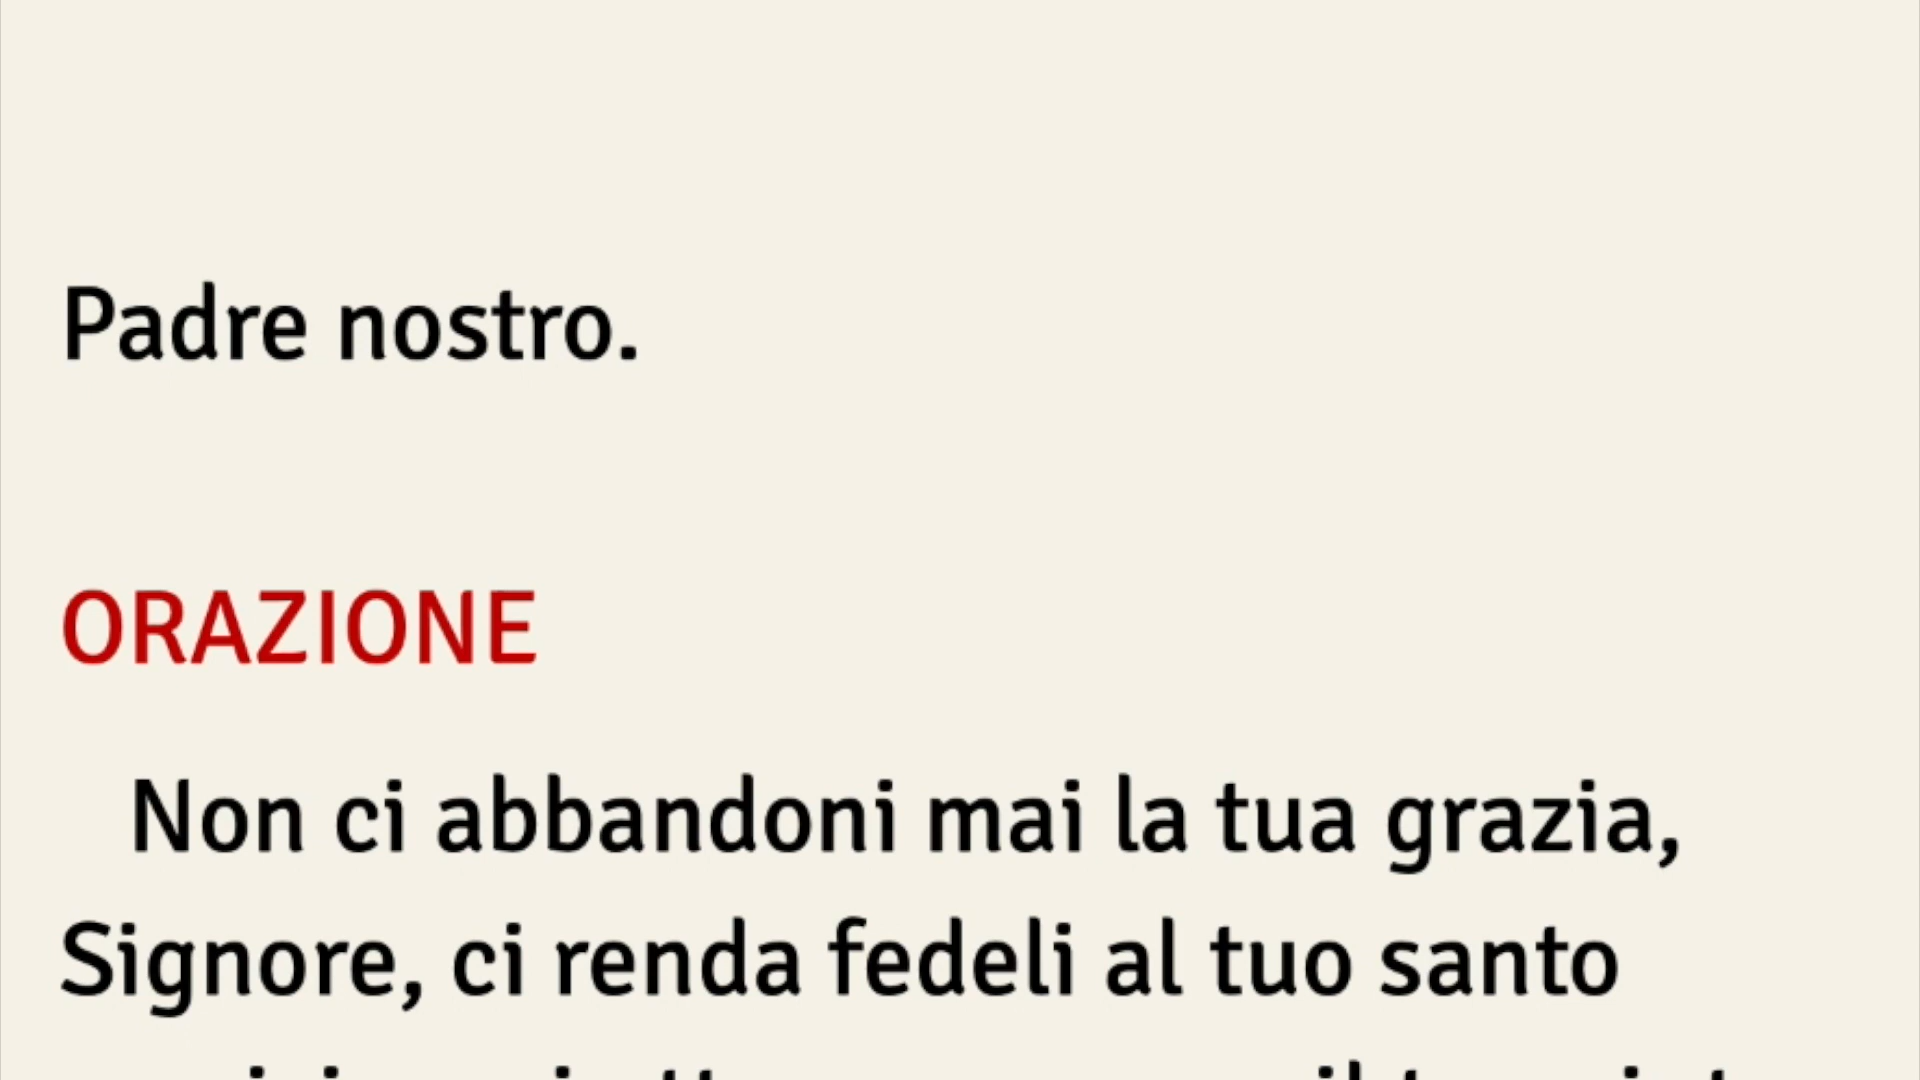 Padre nostro.
ORAZIONE
Non ci abbandoni mai la tua grazia,
Signore, ci renda fedeli al tuo santo